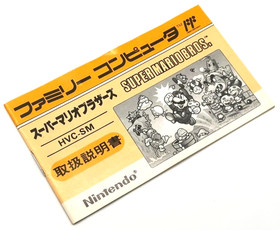 ファミリー コンピュータ
スーパーマリオブラザーズ
HVC-SM
取扱説明書
SUPER MARIO BROS.
Nintendo